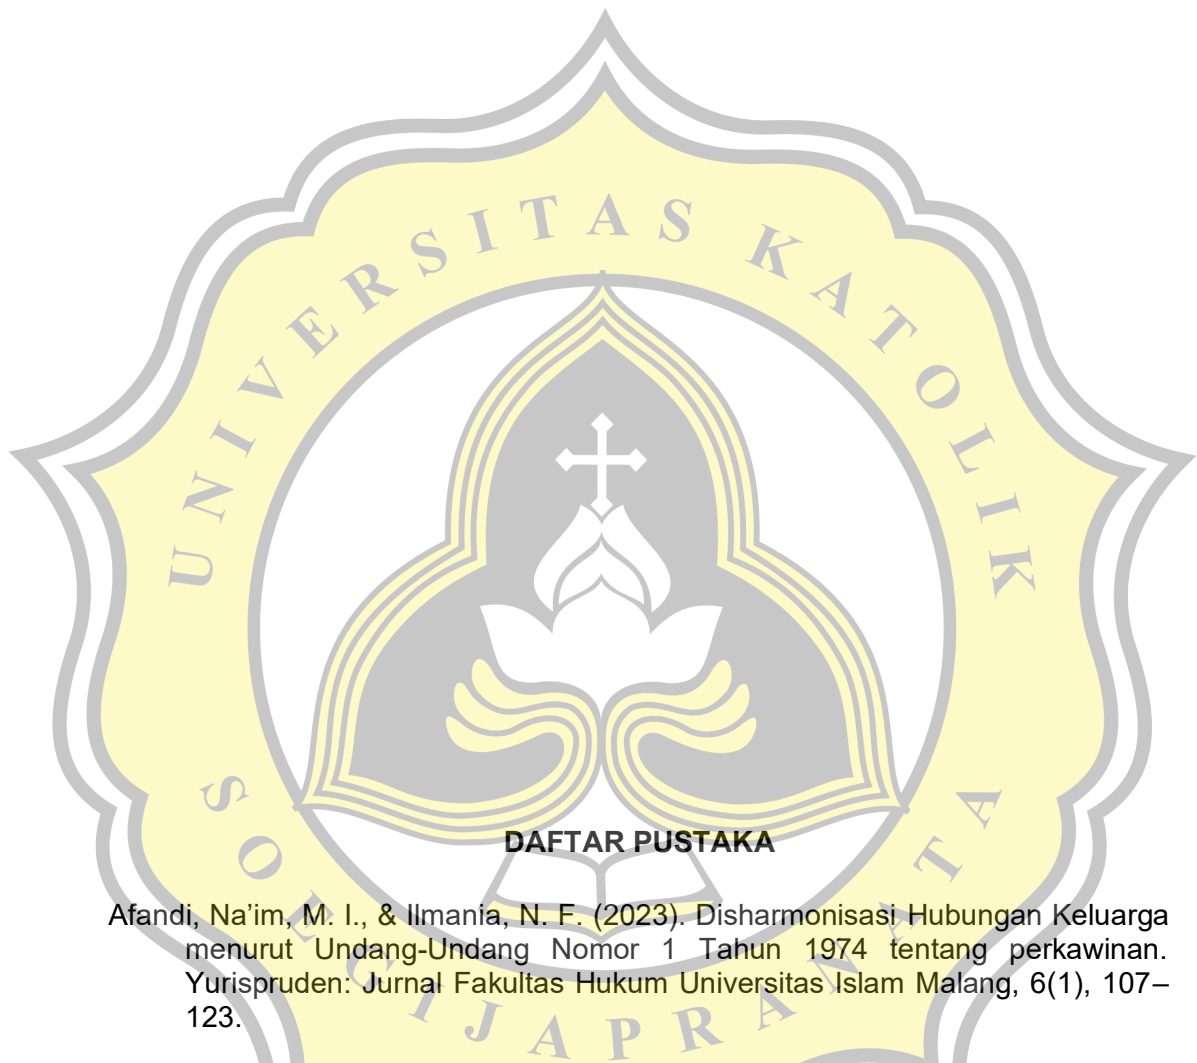 UNIVERSITAS KATOLIK
SOEGIJAPRANATA
DAFTAR PUSTAKA
Afandi, Na’im, M. I., & Ilmania, N. F. (2023). Disharmonisasi Hubungan Keluarga
menurut Undang-Undang Nomor 1 Tahun 1974 tentang perkawinan.
Yurispruden: Jurnal Fakultas Hukum Universitas Islam Malang, 6(1), 107–
123.